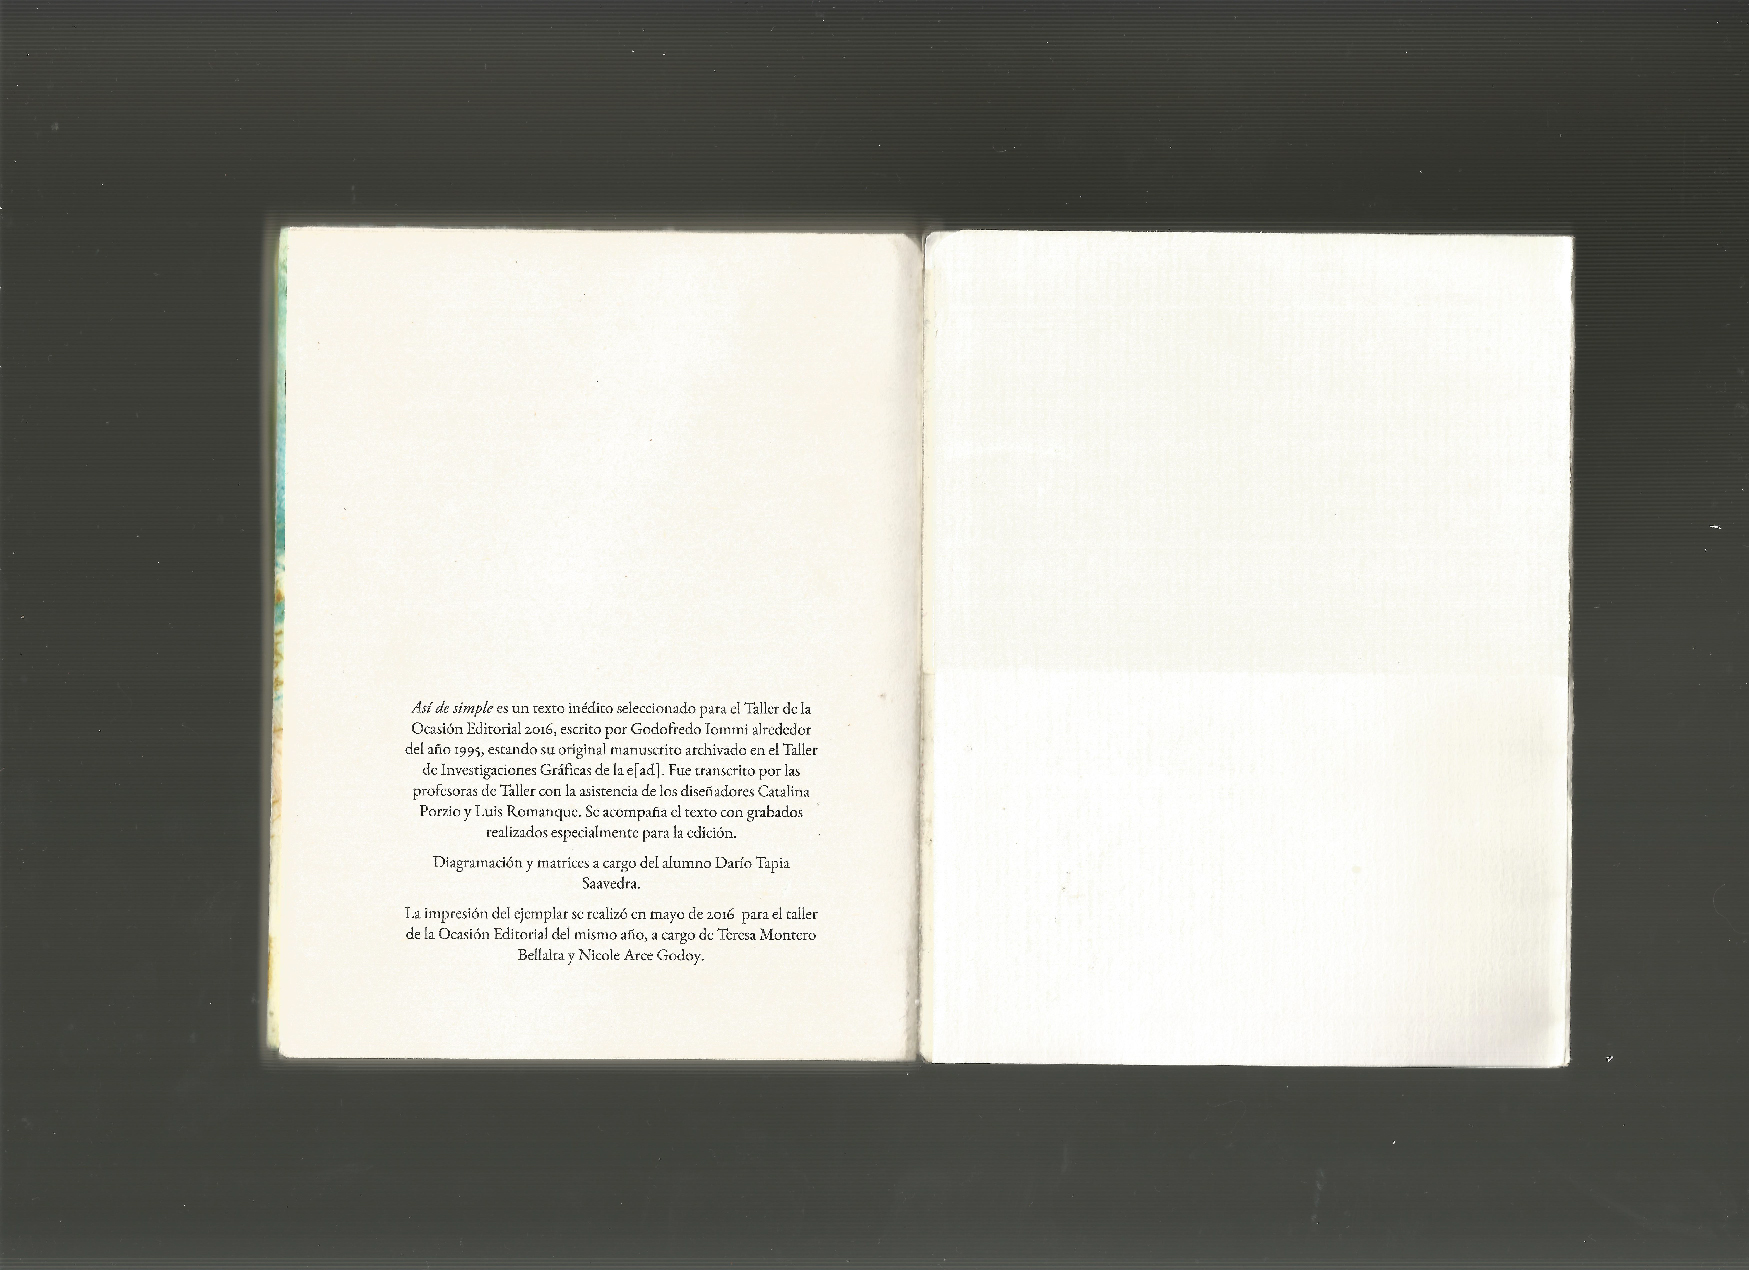 Así de simple es un texto inédito seleccionado para el Taller de la
Ocasión Editorial 2016, escrito por Godofredo Iommi alrededor
del año 1995, estando su original manuscrito archivado en el Taller
de Investigaciones Gráficas de la e[ad]. Fue transcrito por las
profesoras de Taller con la asistencia de los diseñadores Catalina
Porzio y Luis Romanque. Se acompaña el texto con grabados
realizados especialmente para la edición.
Diagramación y matrices a cargo del alumno Darío Tapia
Saavedra.
La impresión del ejemplar se realizó en mayo de 2016 para el taller
de la Ocasión Editorial del mismo año, a cargo de Teresa Montero
Bellalta y Nicole Arce Godoy.